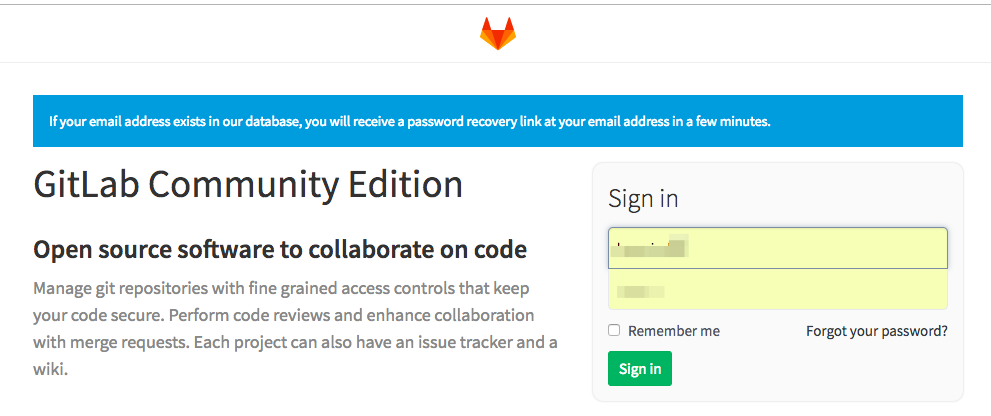 If your email address exists in our database, you will receive a password recovery link at your email address in a few minutes.
GitLab Community Edition
Open source software to collaborate on code
Manage git repositories with fine grained access controls that keep
your code secure. Perform code reviews and enhance collaboration
with merge requests. Each project can also have an issue tracker and a
wiki.
Sign in
Remember me
Forgot your password?
Sign in